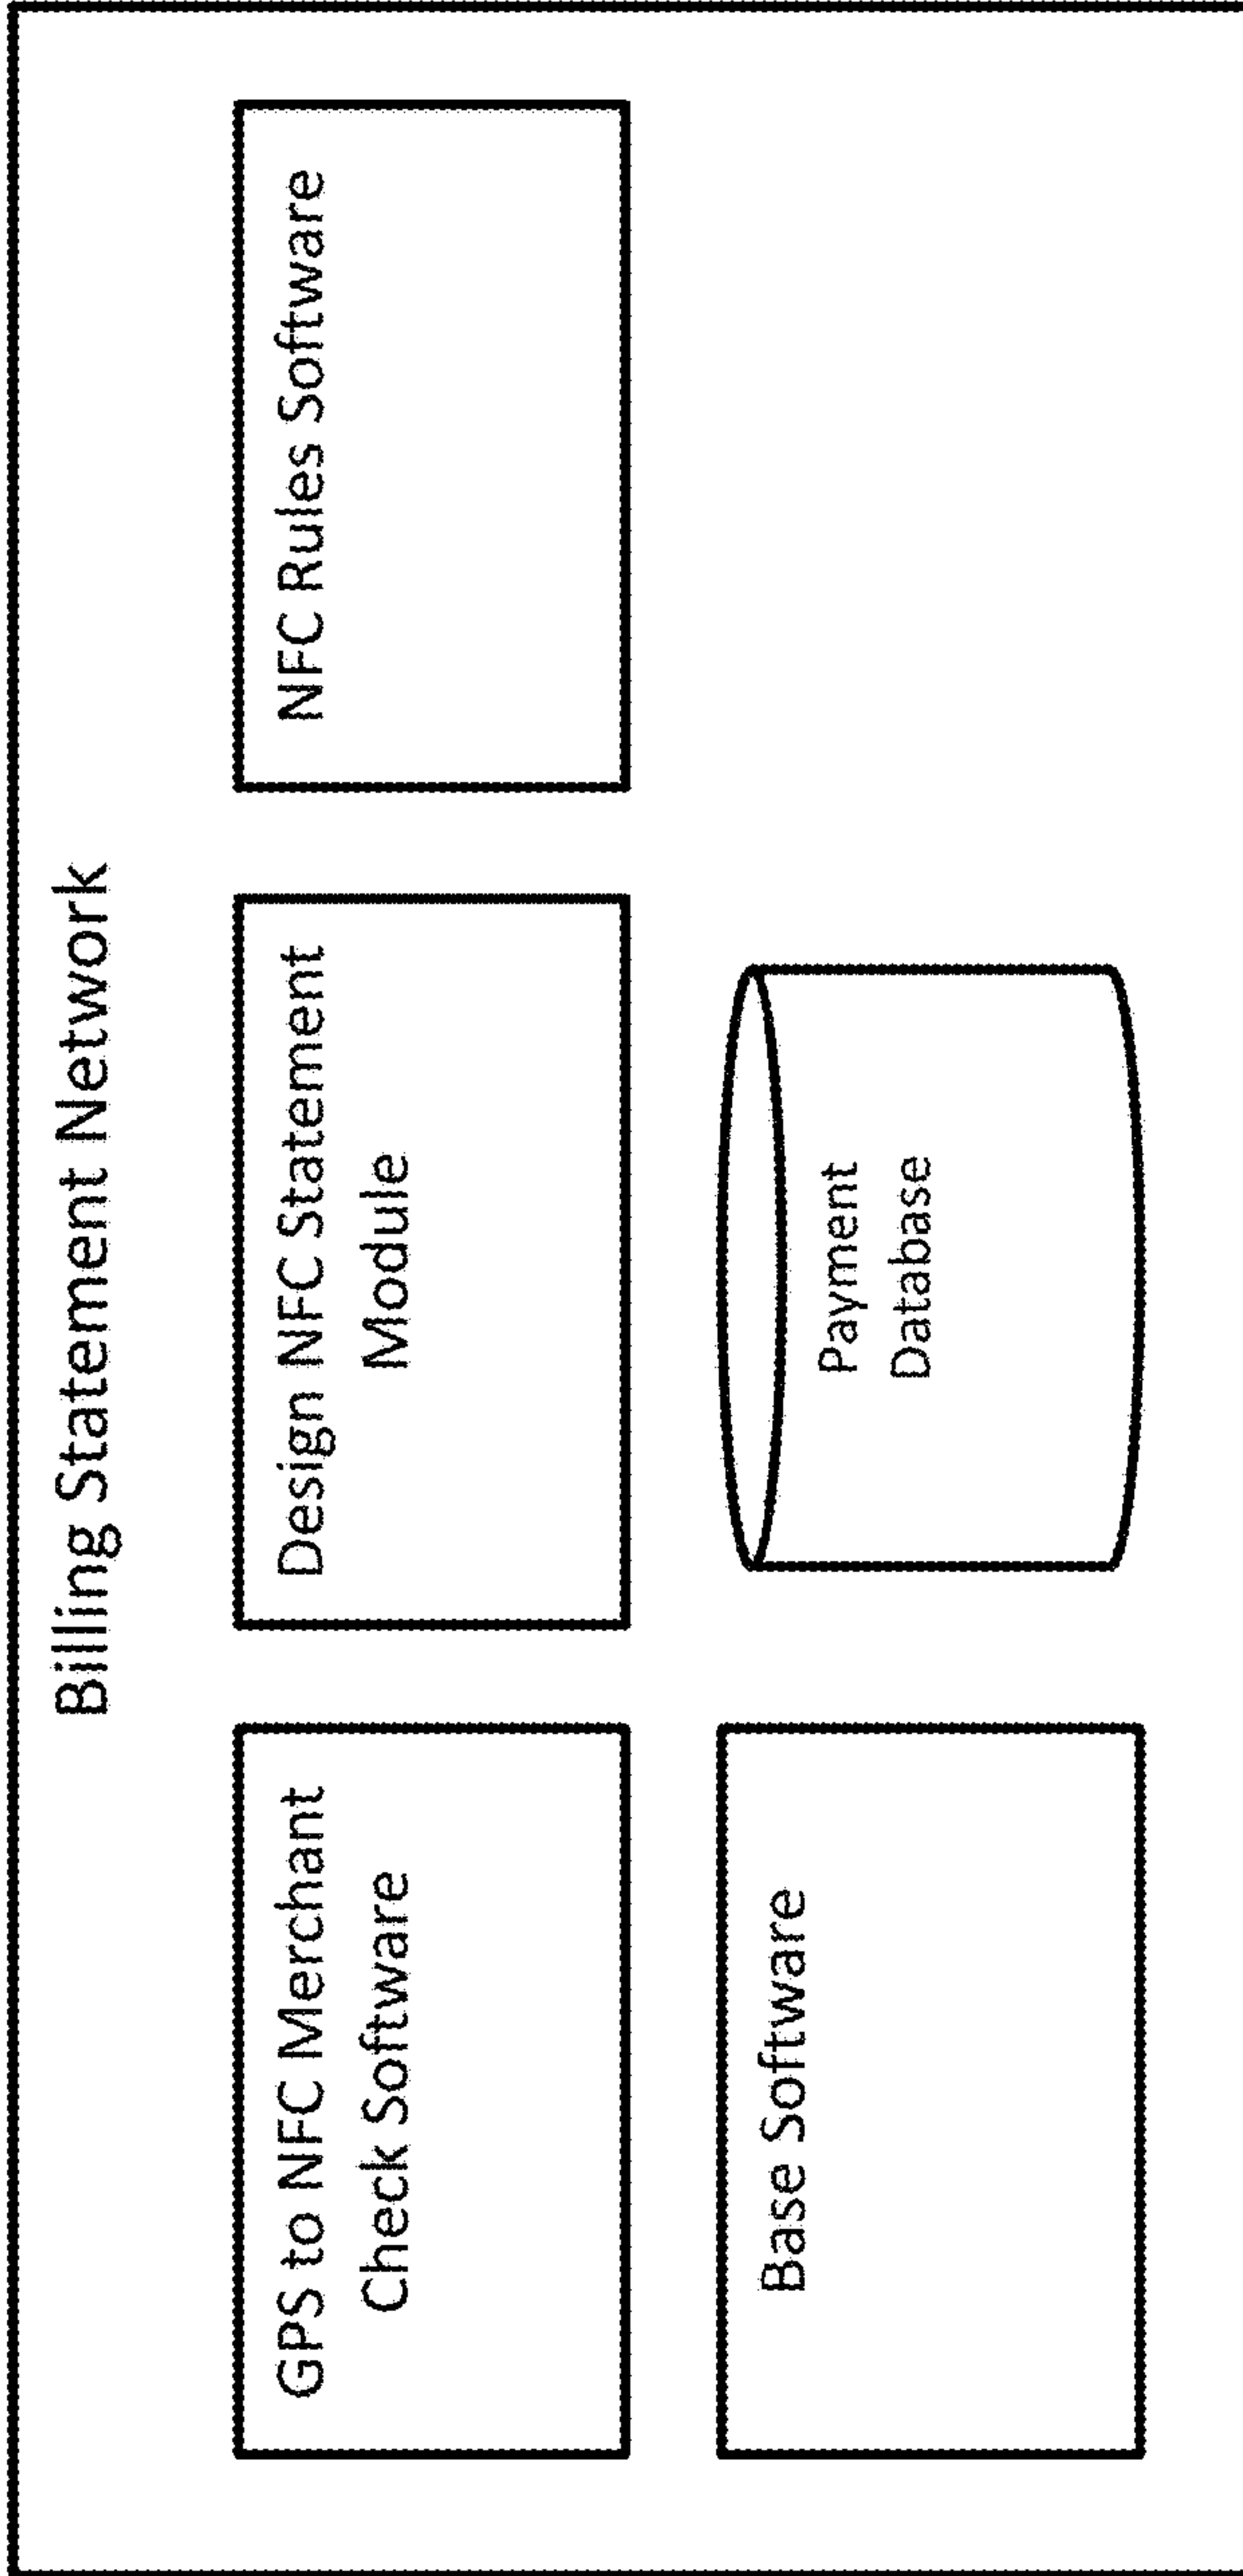 Billing Statement Network
GPS to NFC Merchant
Check Software
Design NFC Statement
Module
NFC Rules Software
Base Software
Payment
Database